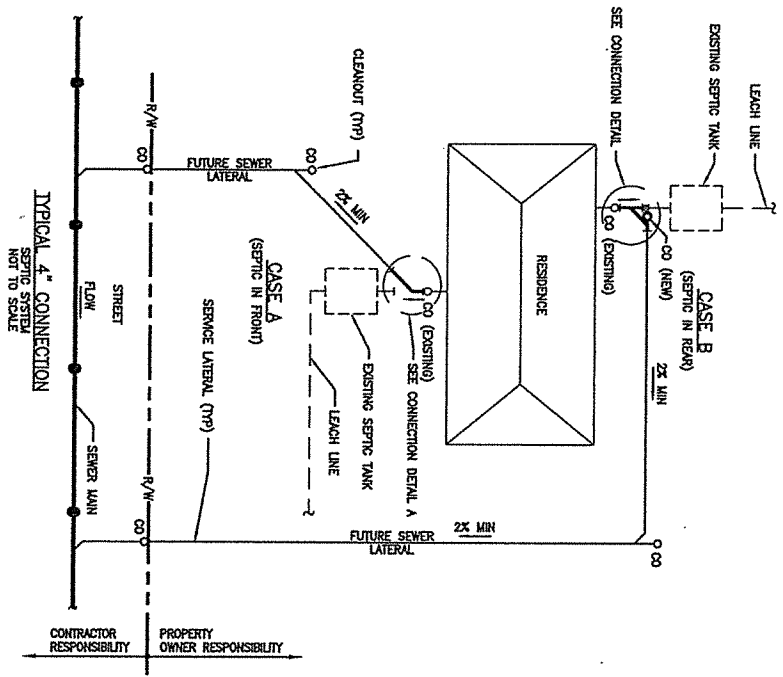 LEACH LINE
EXISTING SEPTIC TANK
SEE CONNECTION DETAIL
CO (EXISTING)
CO (NEW)
CASE B
(SEPTIC IN REAR)
2% MIN
RESIDENCE
CO
2% MIN
FUTURE SEWER
LATERAL
CLEANOUT (TYP)
CO
FUTURE SEWER
LATERAL
2% MIN
CO (EXISTING)
SEE CONNECTION DETAIL A
EXISTING SEPTIC TANK
LEACH LINE
CASE A
(SEPTIC IN FRONT)
SERVICE LATERAL (TYP)
R/W
CO
R/W
CO
STREET
FLOW
SEWER MAIN
CONTRACTOR
RESPONSIBILITY
PROPERTY
OWNER RESPONSIBILITY
TYPICAL 4" CONNECTION
SEPTIC SYSTEM
NOT TO SCALE